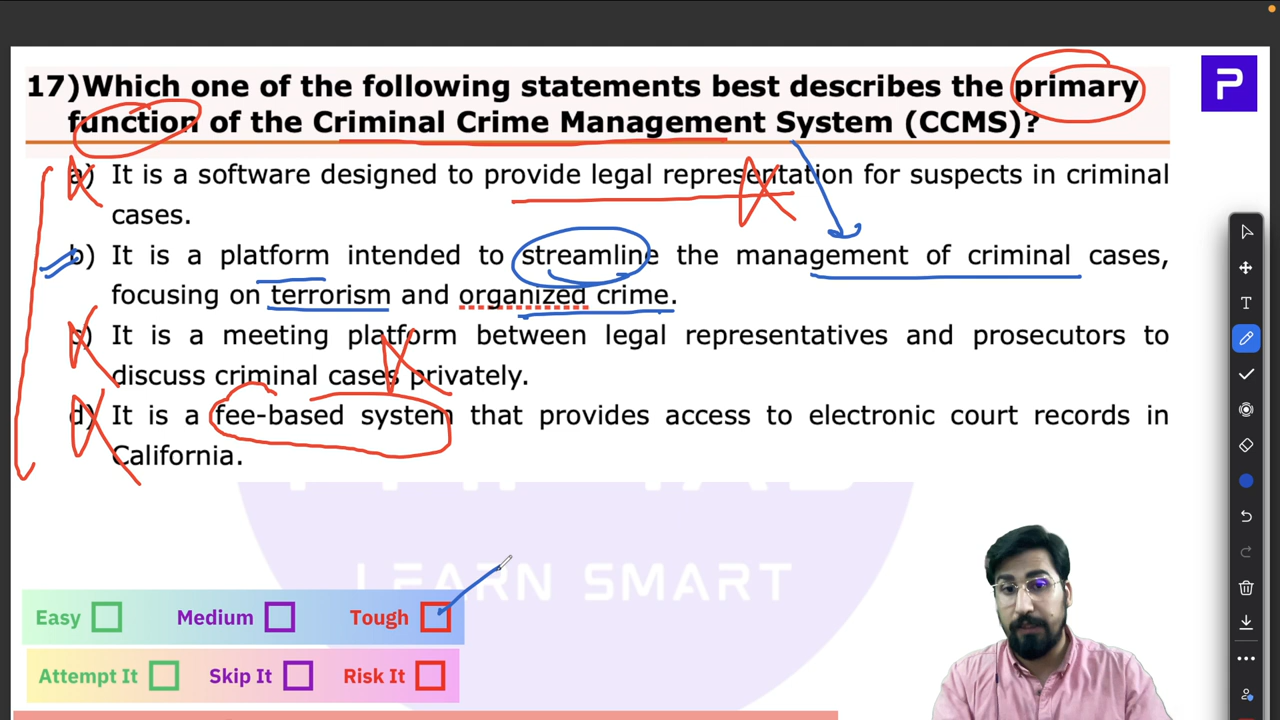 17)Which one of the following statements best describes the primary
function of the Criminal Crime Management System (CCMS)?
a) It is a software designed to provide legal representation for suspects in criminal
cases.
b) It is a platform intended to streamline the management of criminal cases,
focusing on terrorism and organized crime.
c) It is a meeting platform between legal representatives and prosecutors to
discuss criminal cases privately.
d) It is a fee-based system that provides access to electronic court records in
California.
LEARN SMART
Easy Medium Tough
Attempt It Skip It Risk It